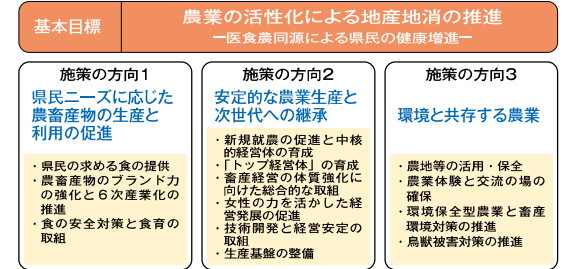 基本目標
農業の活性化による地産地消の推進
ー医食農同源による県民の健康増進ー
施策の方向1
県民ニーズに応じた
農畜産物の生産と
利用の促進
・県民の求める食の提供
・農畜産物のブランド力
の強化と6次産業化の
推進
・食の安全対策と食育の
取組
施策の方向2
安定的な農業生産と
次世代への継承
・新規就農の促進と中核
的経営体の育成
・「トップ経営体」の育成
・畜産経営の体質強化に
向けた総合的な取組
・女性の力を活かした経
営発展の促進
・技術開発と経営安定の
取組
・生産基盤の整備
施策の方向3
環境と共存する農業
・農地等の活用・保全
・農業体験と交流の場の
確保
・環境保全型農業と畜産
環境対策の推進
・鳥獣被害対策の推進